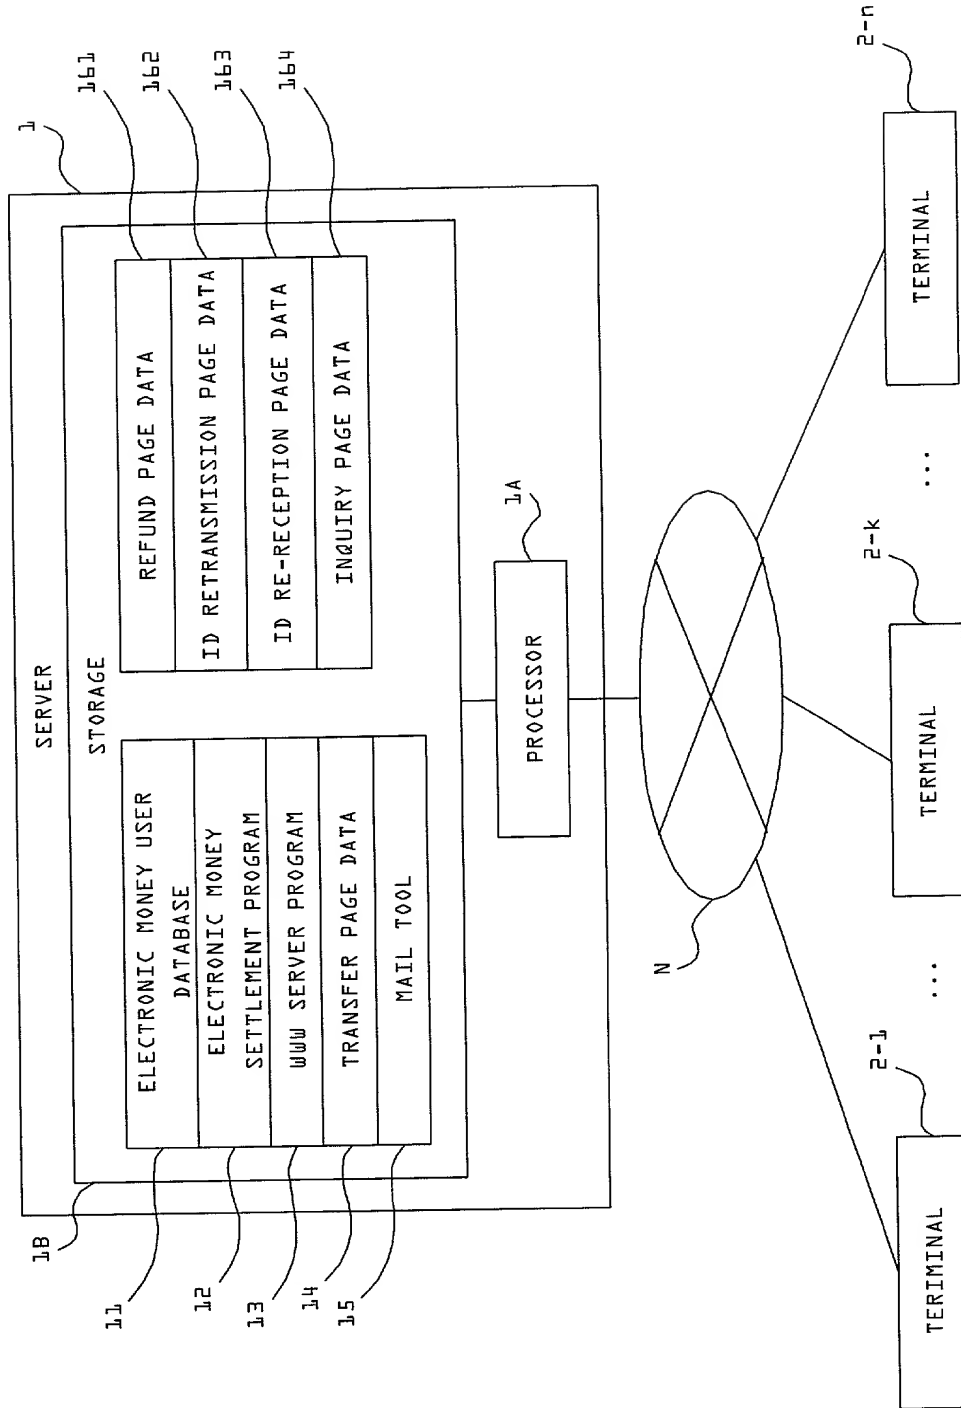 1
SERVER
1B
STORAGE
11
ELECTRONIC MONEY USER
DATABASE
12
ELECTRONIC MONEY
SETTLEMENT PROGRAM
13
WWW SERVER PROGRAM
14
TRANSFER PAGE DATA
15
MAIL TOOL
REFUND PAGE DATA
161
ID RETRANSMISSION PAGE DATA
162
ID RE-RECEPTION PAGE DATA
163
INQUIRY PAGE DATA
164
PROCESSOR
1A
N
2-1
TERIMINAL
...
2-k
TERMINAL
...
2-n
TERMINAL